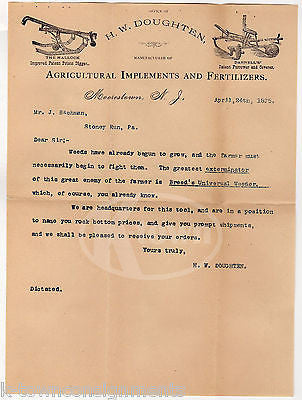 OFFICE OF
H. W. DOUGHTEN,
MANUFACTURER OF
THE HALLOCK
Improved Potato Digger.
DARNELL'S
Patent Furrower and Coverer.
AGRICULTURAL IMPLEMENTS AND FERTILIZERS.
Moorestown, N. J.
April, 24th, 1895.
Mr. J. Bachman,
Stoney Run, Pa.
Dear Sir;-
Weeds have already begun to grow, and the farmer must
necessarily begin to fight them. The greatest exterminator
of this great enemy of the farmer is Breed's Universal Weeder,
which, of course, you already know.
We are headquarters for this tool, and are in a position
to name you rock bottom prices, and give you prompt shipments,
and we shall be pleased to receive your orders.
Yours truly,
H. W. DOUGHTEN.
Dictated.